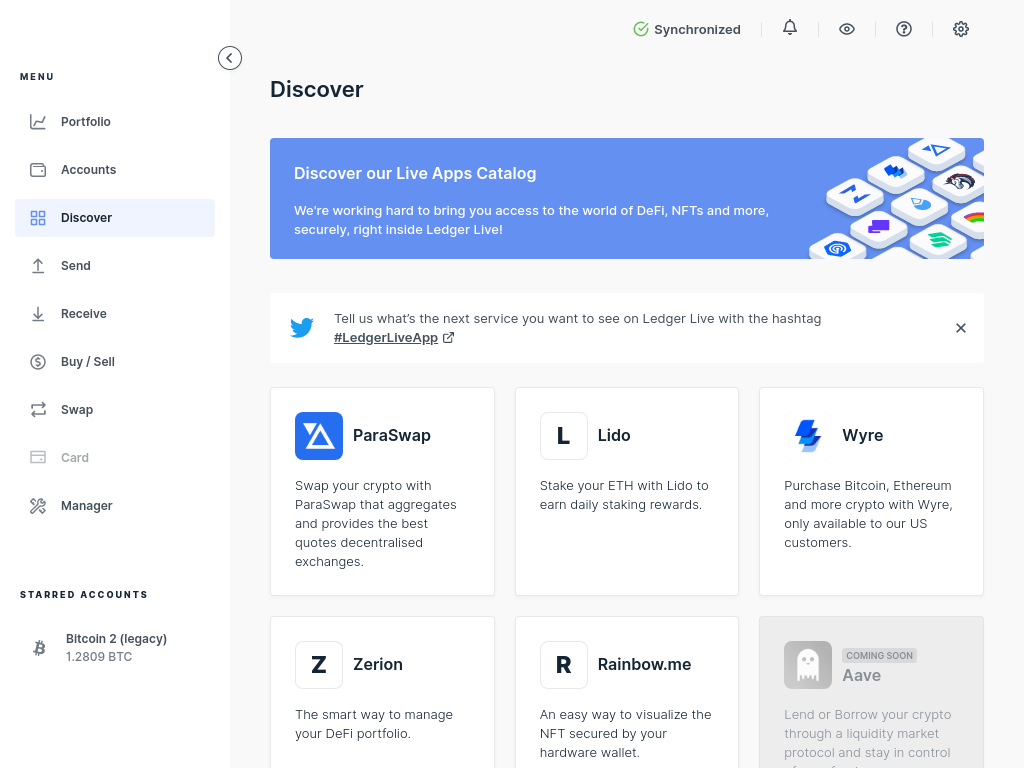 Synchronized
MENU
Portfolio
Accounts
Discover
Send
Receive
Buy / Sell
Swap
Card
Manager
STARRED ACCOUNTS
Bitcoin 2 (legacy)
1.2809 BTC
Discover
Discover our Live Apps Catalog
We're working hard to bring you access to the world of DeFi, NFTs and more,
securely, right inside Ledger Live!
Tell us what’s the next service you want to see on Ledger Live with the hashtag
#LedgerLiveApp
ParaSwap
Swap your crypto with
ParaSwap that aggregates
and provides the best
quotes decentralised
exchanges.
L
Lido
Stake your ETH with Lido to
earn daily staking rewards.
Wyre
Purchase Bitcoin, Ethereum
and more crypto with Wyre,
only available to our US
customers.
Z
Zerion
The smart way to manage
your DeFi portfolio.
R
Rainbow.me
An easy way to visualize the
NFT secured by your
hardware wallet.
COMING SOON
Aave
Lend or Borrow your crypto
through a liquidity market
protocol and stay in control